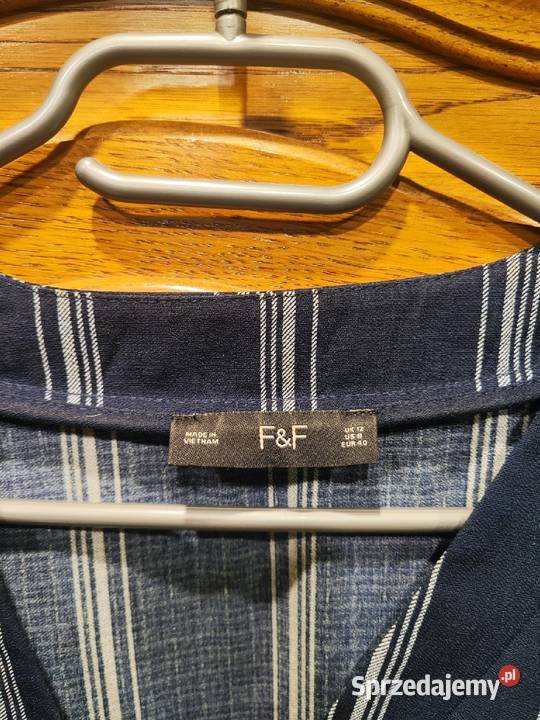 MADE IN
VIETNAM
F&F
UK 12
US 8
EUR 40
Sprzedajemy.pl